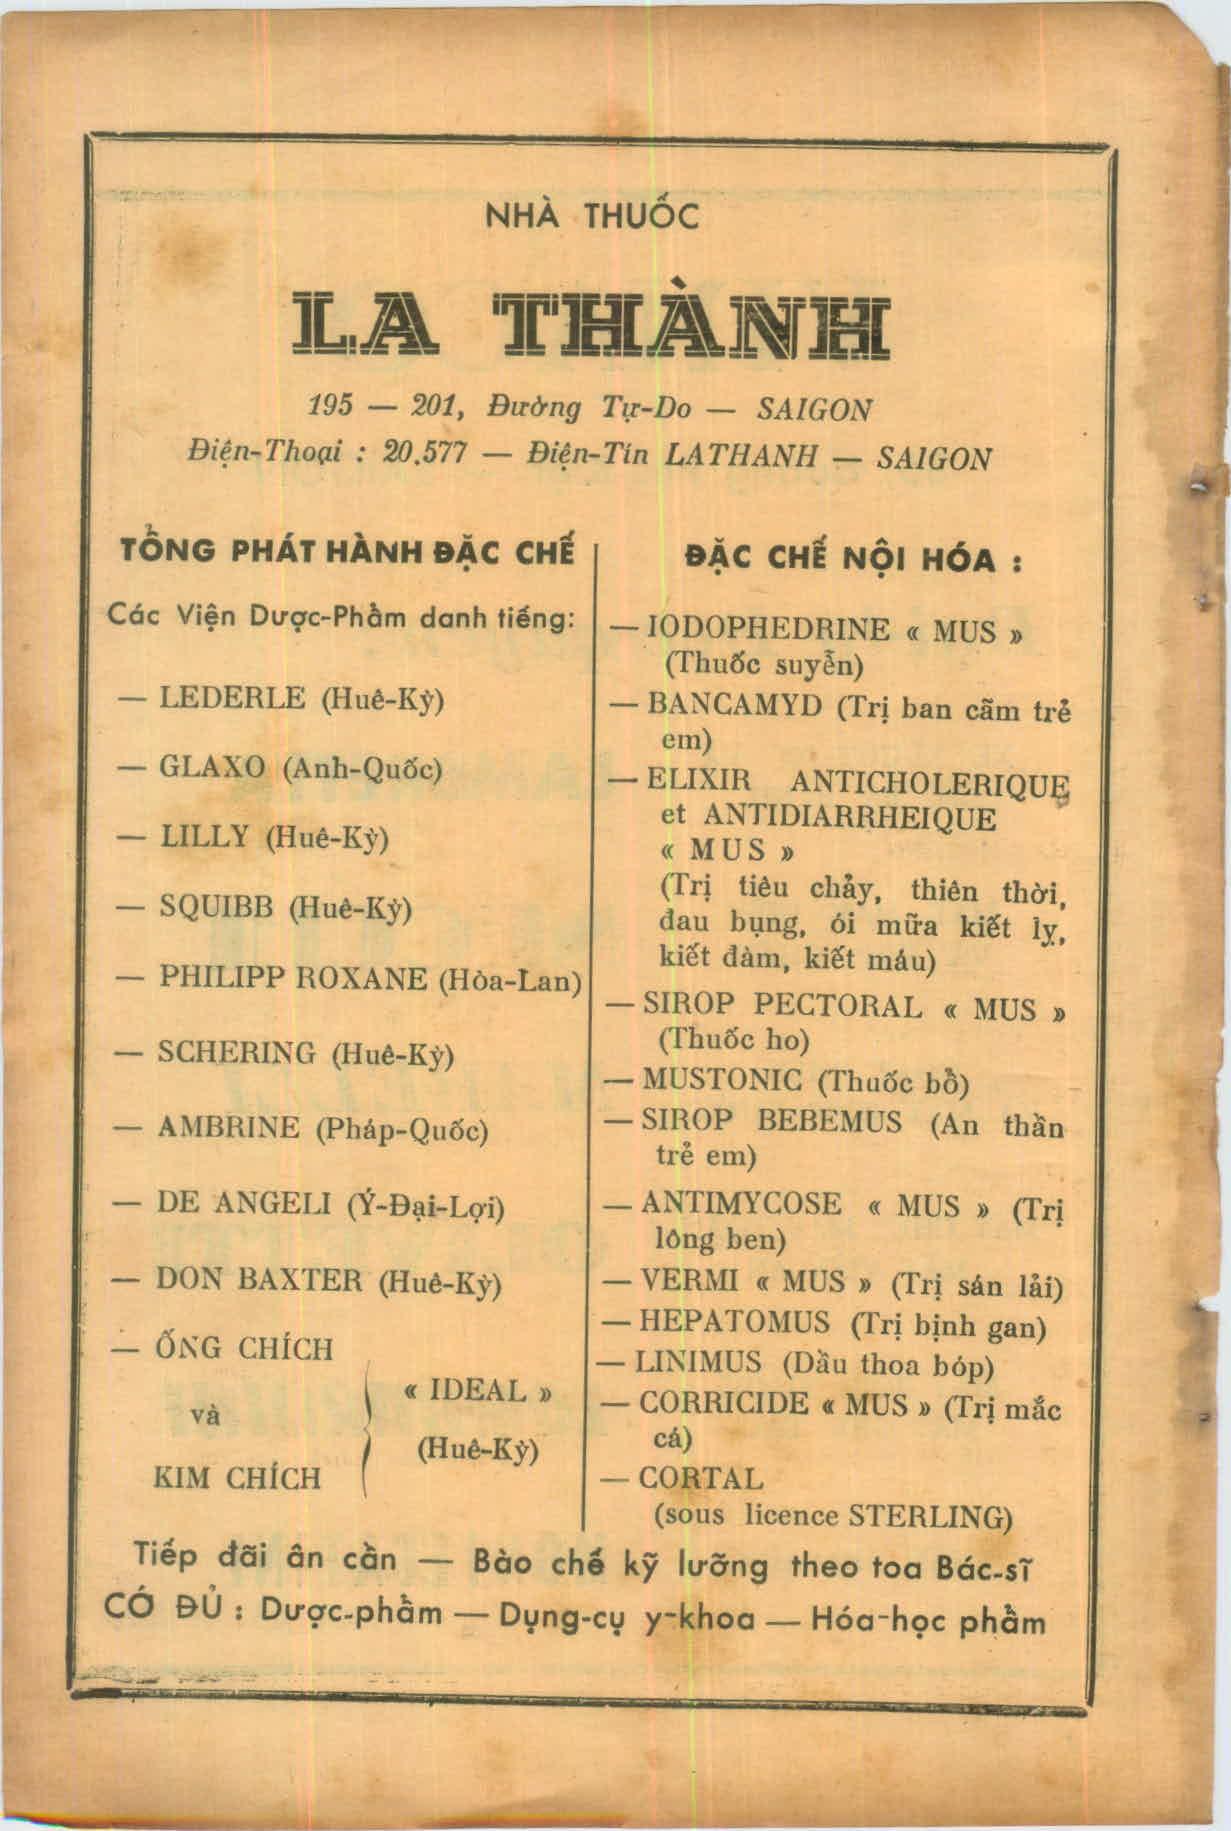 NHÀ THUỐC
LA THÀNH
195 — 201, Đường Tự-Do — SAIGON
Điện-Thoại : 20.577 — Điện-Tín LATHANH — SAIGON
TỔNG PHÁT HÀNH ĐẶC CHẾ
Các Viện Dược-Phẩm danh tiếng:
— LEDERLE (Huê-Kỳ)
— GLAXO (Anh-Quốc)
— LILLY (Huê-Kỳ)
— SQUIBB (Huê-Kỳ)
— PHILIPP ROXANE (Hòa-Lan)
— SCHERING (Huê-Kỳ)
— AMBRINE (Pháp-Quốc)
— DE ANGELI (Ý-Đại-Lợi)
— DON BAXTER (Huê-Kỳ)
— ỐNG CHÍCH
và
KIM CHÍCH
« IDEAL »
(Huê-Kỳ)
ĐẶC CHẾ NỘI HÓA :
— IODOPHEDRINE « MUS »
(Thuốc suyễn)
— BANCAMYD (Trị ban cãm trẻ
em)
— ELIXIR ANTICHOLERIQUE
et ANTIDIARRHEIQUE
« MUS »
(Trị tiêu chảy, thiên thời,
đau bụng, ói mữa kiết lỵ,
kiết đàm, kiết máu)
— SIROP PECTORAL « MUS »
(Thuốc ho)
— MUSTONIC (Thuốc bổ)
— SIROP BEBEMUS (An thần
trẻ em)
— ANTIMYCOSE « MUS » (Trị
lông ben)
— VERMI « MUS » (Trị sán lải)
— HEPATOMUS (Trị bịnh gan)
— LINIMUS (Dầu thoa bóp)
— CORRICIDE « MUS » (Trị mắc
cá)
— CORTAL
(sous licence STERLING)
Tiếp đãi ân cần — Bào chế kỹ lưỡng theo toa Bác-sĩ
CÓ ĐỦ : Dược-phẩm — Dụng-cụ y-khoa — Hóa-học phẩm